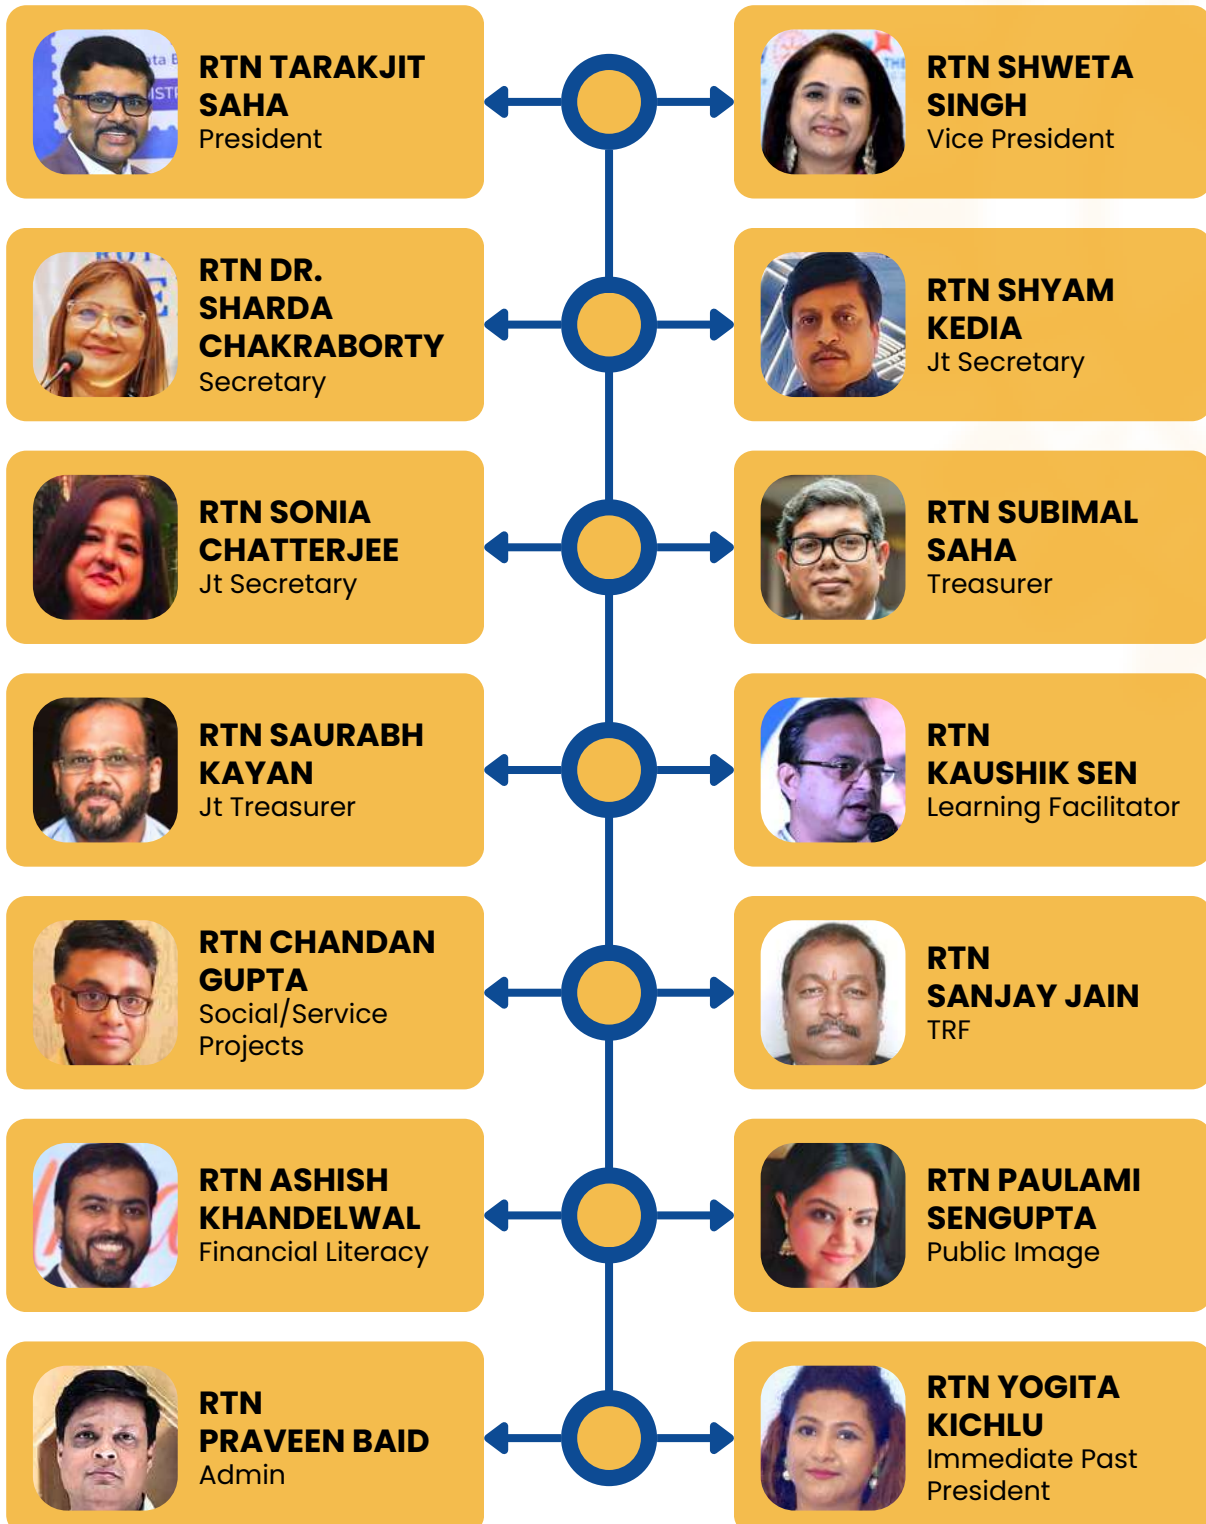 RTN TARAKJIT
SAHA
President
RTN SHWETA
SINGH
Vice President
RTN DR.
SHARDA
CHAKRABORTY
Secretary
RTN SHYAM
KEDIA
Jt Secretary
RTN SONIA
CHATTERJEE
Jt Secretary
RTN SUBIMAL
SAHA
Treasurer
RTN SAURABH
KAYAN
Jt Treasurer
RTN
KAUSHIK SEN
Learning Facilitator
RTN CHANDAN
GUPTA
Social/Service
Projects
RTN
SANJAY JAIN
TRF
RTN ASHISH
KHANDELWAL
Financial Literacy
RTN PAULAMI
SENGUPTA
Public Image
RTN
PRAVEEN BAID
Admin
RTN YOGITA
KICHLU
Immediate Past
President